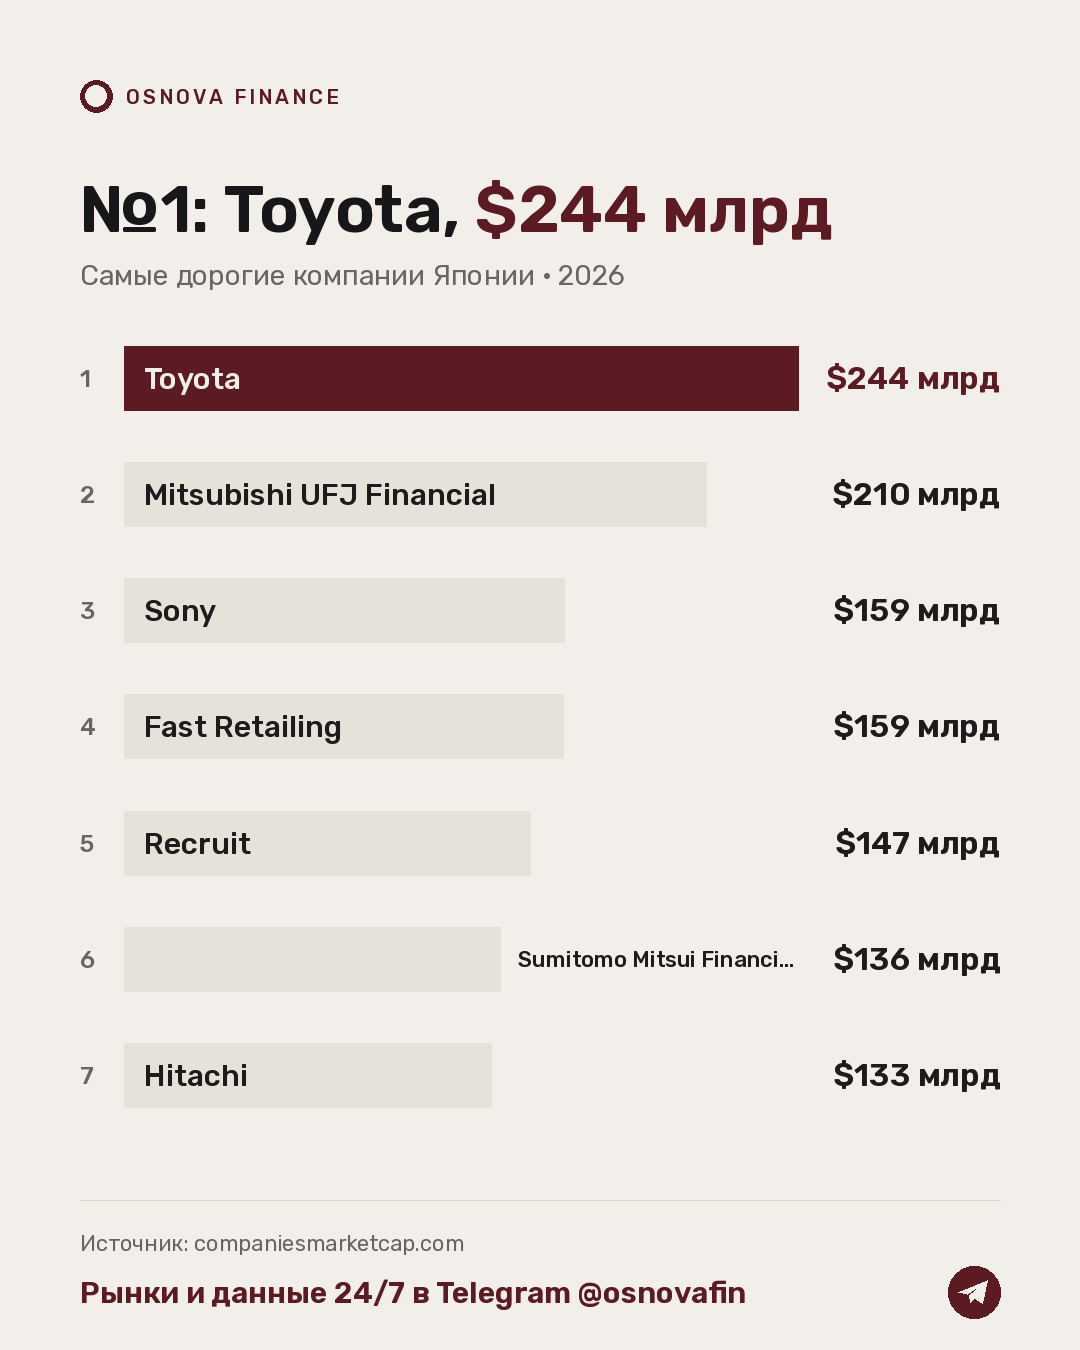 OSNOVA FINANCE
№1: Toyota, $244 млрд
Самые дорогие компании Японии • 2026
1 Toyota $244 млрд
2 Mitsubishi UFJ Financial $210 млрд
3 Sony $159 млрд
4 Fast Retailing $159 млрд
5 Recruit $147 млрд
6 Sumitomo Mitsui Financi... $136 млрд
7 Hitachi $133 млрд
Источник: companiesmarketcap.com
Рынки и данные 24/7 в Telegram @osnovafin